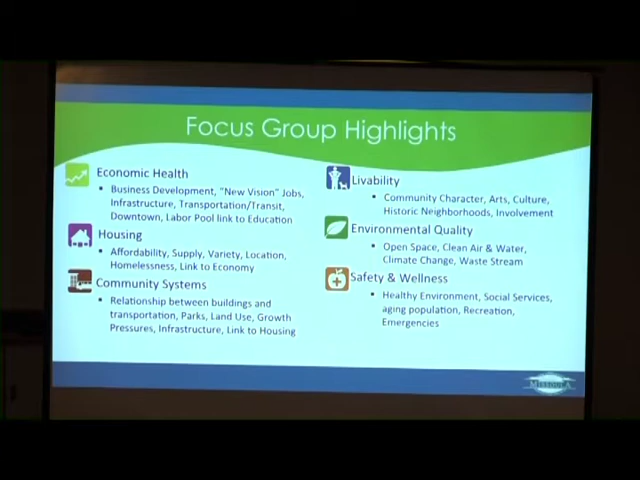 Focus Group Highlights
Economic Health
• Business Development, "New Vision" Jobs,
Infrastructure, Transportation/Transit,
Downtown, Labor Pool link to Education
Housing
• Affordability, Supply, Variety, Location,
Homelessness, Link to Economy
Community Systems
• Relationship between buildings and
transportation, Parks, Land Use, Growth
Pressures, Infrastructure, Link to Housing
Livability
• Community Character, Arts, Culture,
Historic Neighborhoods, Involvement
Environmental Quality
• Open Space, Clean Air & Water,
Climate Change, Waste Stream
Safety & Wellness
• Healthy Environment, Social Services,
aging population, Recreation,
Emergencies
MISSOULA